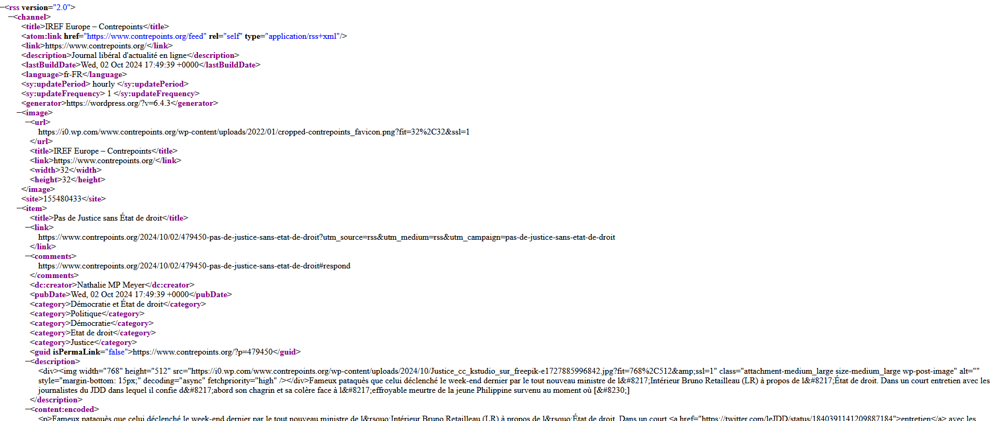 −<rss version="2.0">
−<channel>
<title>IREF Europe – Contrepoints</title>
<atom:link href="https://www.contrepoints.org/feed" rel="self" type="application/rss+xml"/>
<link>https://www.contrepoints.org/</link>
<description>Journal libéral d'actualité en ligne</description>
<lastBuildDate>Wed, 02 Oct 2024 17:49:39 +0000</lastBuildDate>
<language>fr-FR</language>
<sy:updatePeriod> hourly </sy:updatePeriod>
<sy:updateFrequency> 1 </sy:updateFrequency>
<generator>https://wordpress.org/?v=6.4.3</generator>
−<image>
−<url>
https://i0.wp.com/www.contrepoints.org/wp-content/uploads/2022/01/cropped-contrepoints_favicon.png?fit=32%2C32&ssl=1
</url>
<title>IREF Europe – Contrepoints</title>
<link>https://www.contrepoints.org/</link>
<width>32</width>
<height>32</height>
</image>
<site>155480433</site>
−<item>
<title>Pas de Justice sans État de droit</title>
−<link>
https://www.contrepoints.org/2024/10/02/479450-pas-de-justice-sans-etat-de-droit?utm_source=rss&utm_medium=rss&utm_campaign=pas-de-justice-sans-etat-de-droit
</link>
−<comments>
https://www.contrepoints.org/2024/10/02/479450-pas-de-justice-sans-etat-de-droit#respond
</comments>
<dc:creator>Nathalie MP Meyer</dc:creator>
<pubDate>Wed, 02 Oct 2024 17:49:39 +0000</pubDate>
<category>Démocratie et État de droit</category>
<category>Politique</category>
<category>Démocratie</category>
<category>Etat de droit</category>
<category>Justice</category>
<guid isPermaLink="false">https://www.contrepoints.org/?p=479450</guid>
−<description>
<div><img width="768" height="512" src="https://i0.wp.com/www.contrepoints.org/wp-content/uploads/2024/10/Justice_cc_kstudio_sur_freepik-e1727885996842.jpg?fit=768%2C512&amp;ssl=1" class="attachment-medium_large size-medium_large wp-post-image" alt=""
style="margin-bottom: 15px;" decoding="async" fetchpriority="high" /></div>Fameux pataquès que celui déclenché le week-end dernier par le tout nouveau ministre de l&#8217;Intérieur Bruno Retailleau (LR) à propos de l&#8217;État de droit. Dans un court entretien avec les
journalistes du JDD dans lequel il confie d&#8217;abord son chagrin et sa colère face à l&#8217;effroyable meurtre de la jeune Philippine survenu au moment où [&#8230;]
</description>
−<content:encoded>
<p>Fameux pataquès que celui déclenché le week-end dernier par le tout nouveau ministre de l&rsquo;Intérieur Bruno Retailleau (LR) à propos de l&rsquo;État de droit. Dans un court <a href="https://twitter.com/leJDD/status/1840391141209887184">entretien</a> avec les